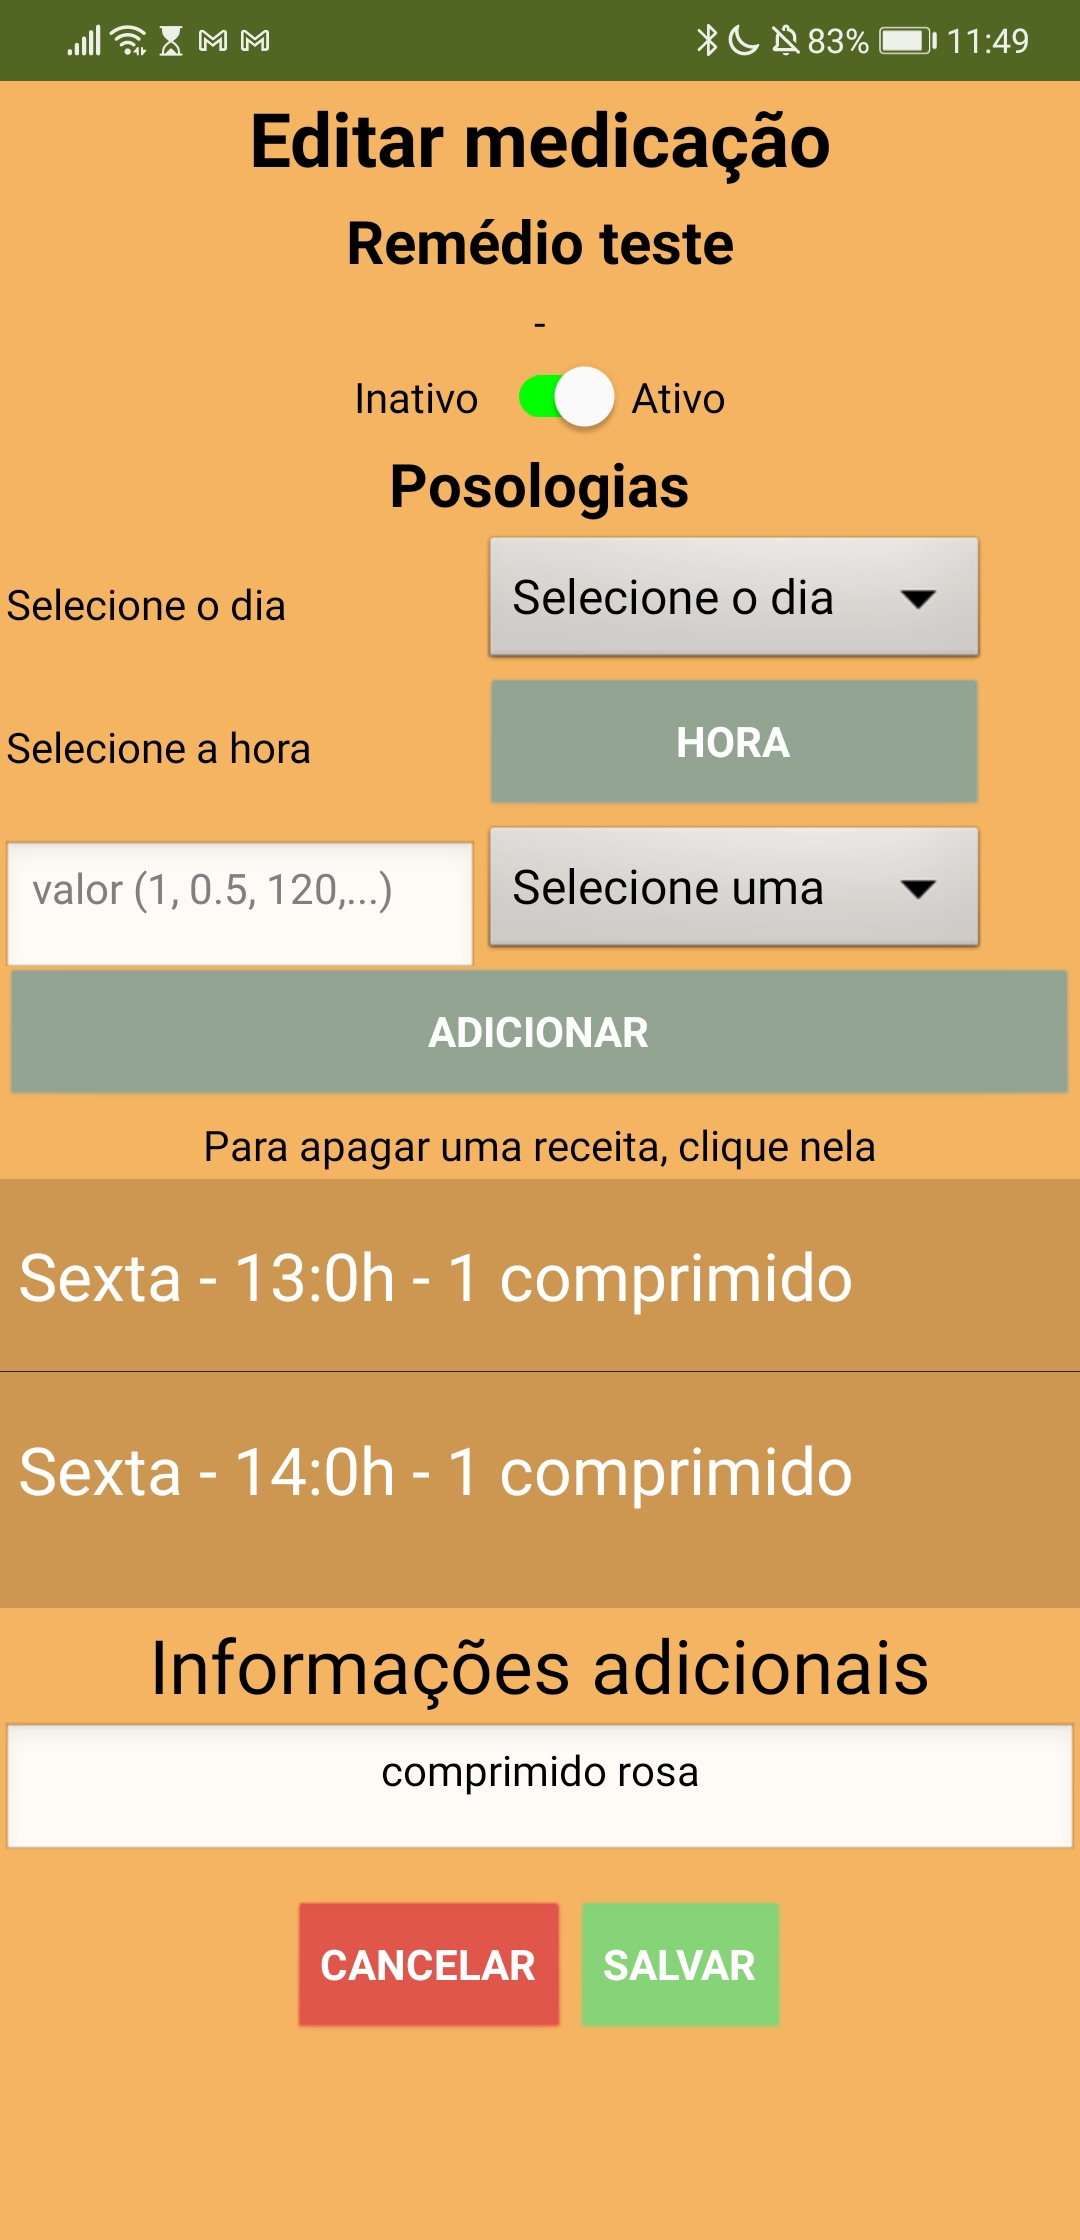 83% 11:49
Editar medicação
Remédio teste
-
Inativo Ativo
Posologias
Selecione o dia Selecione o dia
Selecione a hora HORA
valor (1, 0.5, 120,...) Selecione uma
ADICIONAR
Para apagar uma receita, clique nela
Sexta - 13:0h - 1 comprimido
Sexta - 14:0h - 1 comprimido
Informações adicionais
comprimido rosa
CANCELAR SALVAR